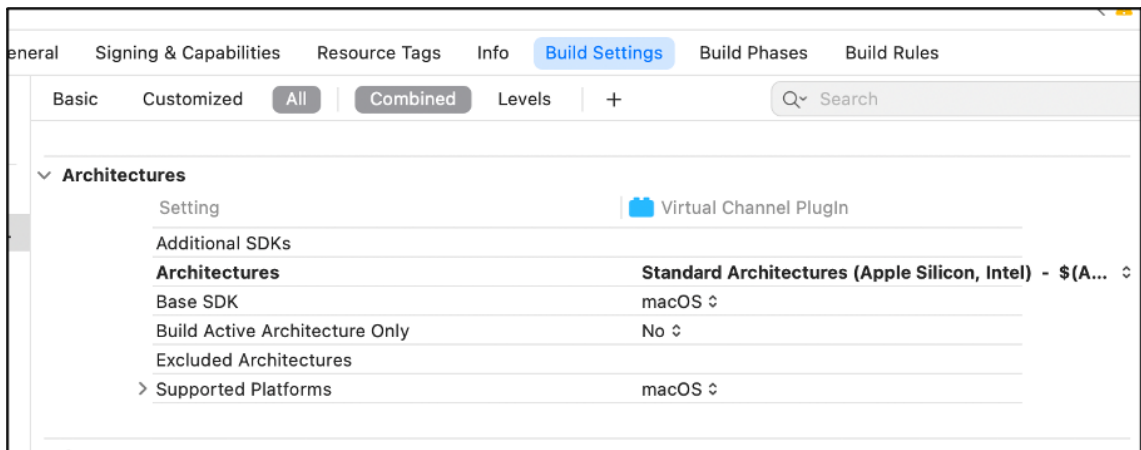 eneral Signing & Capabilities Resource Tags Info Build Settings Build Phases Build Rules
Basic Customized All Combined Levels + Search
Architectures
Setting Virtual Channel PlugIn
Additional SDKs
Architectures Standard Architectures (Apple Silicon, Intel) - $(A...
Base SDK macOS
Build Active Architecture Only No
Excluded Architectures
Supported Platforms macOS